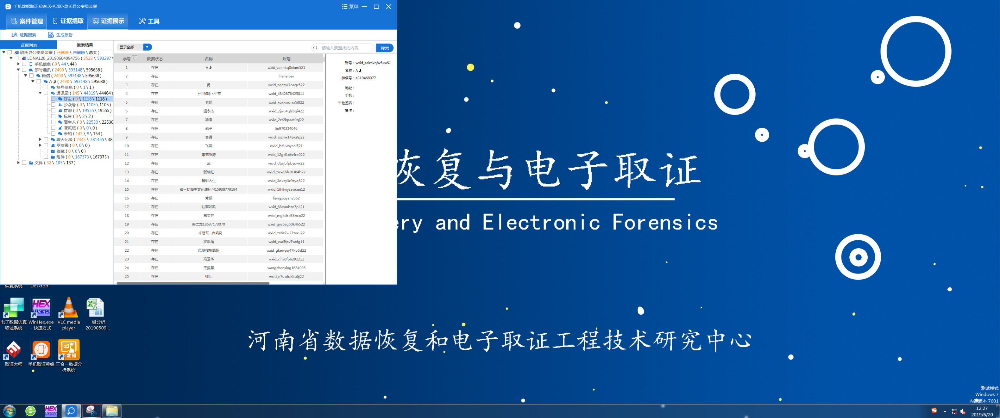 手机数据取证系统LX-A200-尉氏县公安局荣耀
菜单
案件管理 证据提取 证据展示 工具
证据搜索 生成报告
证据列表 搜索结果
尉氏县公安局荣耀 ( 已删除 \ 未删除 \ 总共 )
LDNAL20_20190604094756 ( 2522 \ 593297 \
手机信息 ( 0 \ 44 \ 44 )
即时通讯 ( 2490 \ 593148 \ 595638 )
微信 ( 2490 \ 593148 \ 595638 )
A🌙 ( 2490 \ 593148 \ 595638 )
账号信息 ( 0 \ 1 \ 1 )
通讯录 ( 145 \ 44319 \ 44464 )
好友 ( 0 \ 1118 \ 1118 )
公众号 ( 0 \ 1105 \ 1105 )
群聊 ( 0 \ 19555 \ 19555 )
标签 ( 0 \ 2 \ 2 )
陌生人 ( 0 \ 22530 \ 22530
漂流瓶 ( 0 \ 0 \ 0 )
未知 ( 145 \ 9 \ 154 )
聊天记录 ( 2345 \ 381455 \ 38
朋友圈 ( 0 \ 0 \ 0 )
收藏 ( 0 \ 0 \ 0 )
附件 ( 0 \ 167373 \ 167373 )
文件 ( 32 \ 105 \ 137 )
显示全部
请输入要查找的内容 搜索
序号 数据状态 名称 账号
1 存在 A🌙 wxid_zalmkq8xfum521
2 存在 filehelper
3 存在 勇 wxid_zqezxr7oaqr522
4 存在 上午咖啡下午茶 wxid_4842878425811
5 存在 老郑 wxid_xqxkwqrrx5i822
6 存在 温永杰 wxid_2jwu4qlzbqi422
7 存在 汤涤 wxid_2zt2kpaat0qj22
8 存在 疯子 liu970334046
9 存在 舍得 wxid_sxzmx14px9zj22
10 存在 飞燕 wxid_blfuvwynhifj21
11 存在 李苑听涛 wxid_12gd1ofx4ra022
12 存在 武 wxid_dtwjbfpbyuwr22
13 存在 张瑞红 wxid_zwxqbh16384b22
14 存在 精彩人生 wxid_3okcy3c9zyq822
15 存在 蔷～初高中文化课补习15938779194 wxid_1th9wysawcmi12
16 存在 秀颜 liangxiuyan2362
17 存在 往事如风 wxid_88rymbzn7pli21
18 存在 葛荣芳 wxid_mgktfrd33ncp22
19 存在 秦二龙18637173070 wxid_gyc6zg50k4h522
20 存在 一米智联--吉凯奇 wxid_zn6z7w27zvxu22
21 存在 罗洪福 wxid_xva5fpv7wxfg11
22 存在 风随裙角飘扬 wxid_gkewpq47ko5d22
23 存在 冯卫华 wxid_cihv8fp6292212
24 存在 王振星 wangzhenxing1684098
25 存在 祯儿 wxid_n7oofol6tb6j22
账号：wxid_zalmkq8xfum52
名称：A🌙
微信号：a310468077
地址：
手机：
个性签名：
备注：
恢复与电子取证
ery and Electronic Forensics
河南省数据恢复和电子取证工程技术研究中心
恢复系统
Desktop...
电子数据仿真
取证系统
WinHex.exe
- 快捷方式
VLC media
player
一键分析
_20190509...
取证大师
手机取证黄蜂
三合一数据分
析系统
测试模式
Windows 7
内部版本 7601
12:27
2019/6/20